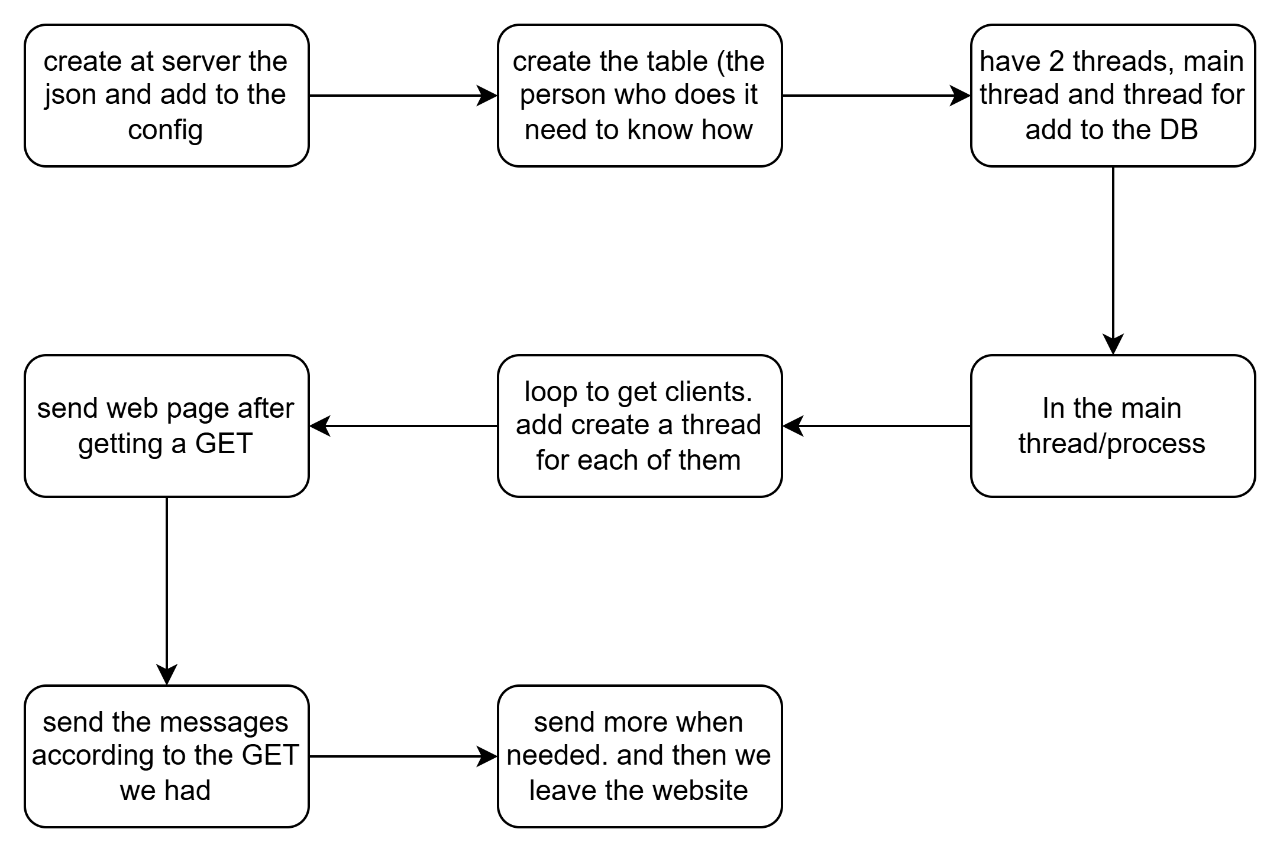 create at server the
json and add to the
config
create the table (the
person who does it
need to know how
have 2 threads, main
thread and thread for
add to the DB
In the main
thread/process
loop to get clients.
add create a thread
for each of them
send web page after
getting a GET
send the messages
according to the GET
we had
send more when
needed. and then we
leave the website